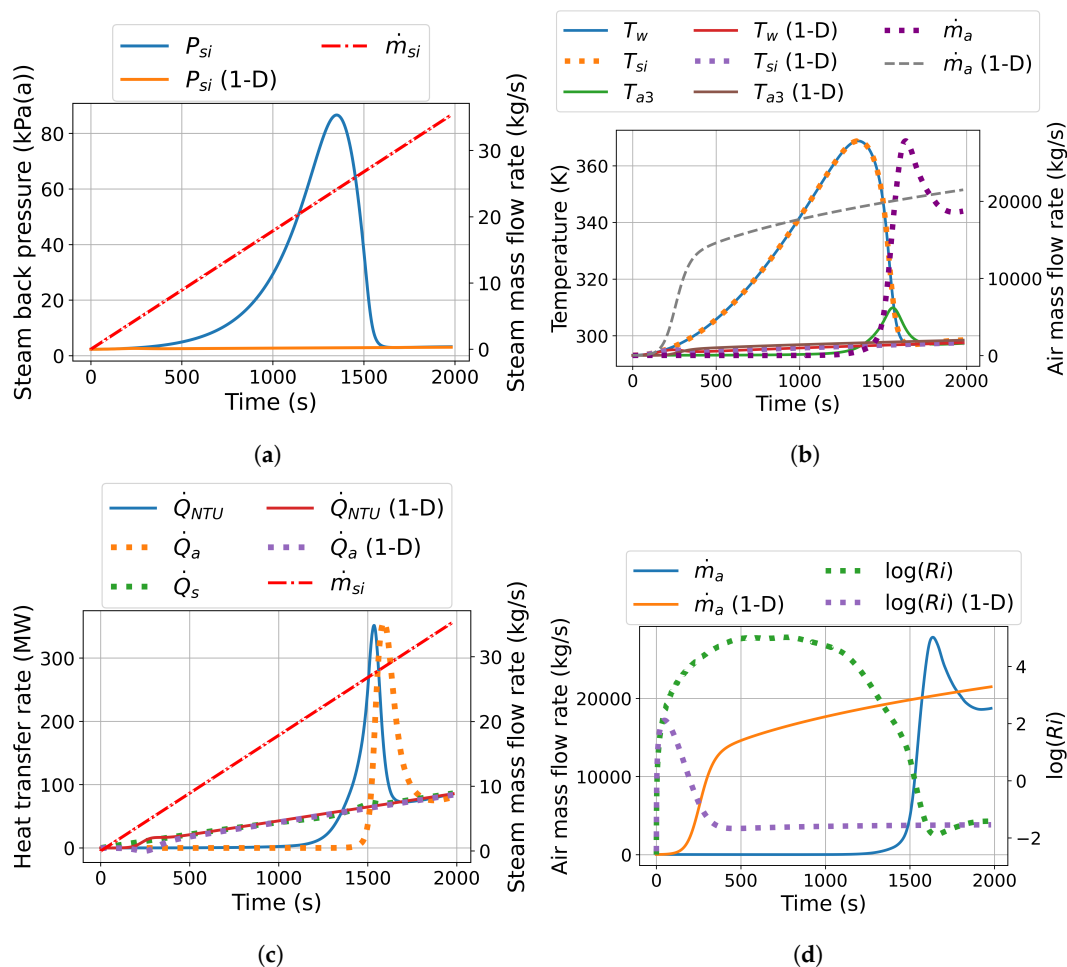 P_si ṁ_si
P_si (1-D)
Steam back pressure (kPa(a))
80
60
40
20
0
0 500 1000 1500 2000
Time (s)
30
20
10
0
Steam mass flow rate (kg/s)
(a)
T_w T_w (1-D) ṁ_a
T_si T_si (1-D) ṁ_a (1-D)
T_a3 T_a3 (1-D)
Temperature (K)
360
340
320
300
0 500 1000 1500 2000
Time (s)
20000
10000
0
Air mass flow rate (kg/s)
(b)
Q̇_NTU Q̇_NTU (1-D)
Q̇_a Q̇_a (1-D)
Q̇_s ṁ_si
Heat transfer rate (MW)
300
200
100
0
0 500 1000 1500 2000
Time (s)
30
20
10
0
Steam mass flow rate (kg/s)
(c)
ṁ_a log(Ri)
ṁ_a (1-D) log(Ri) (1-D)
Air mass flow rate (kg/s)
20000
10000
0
0 500 1000 1500 2000
Time (s)
4
2
0
−2
log(Ri)
(d)